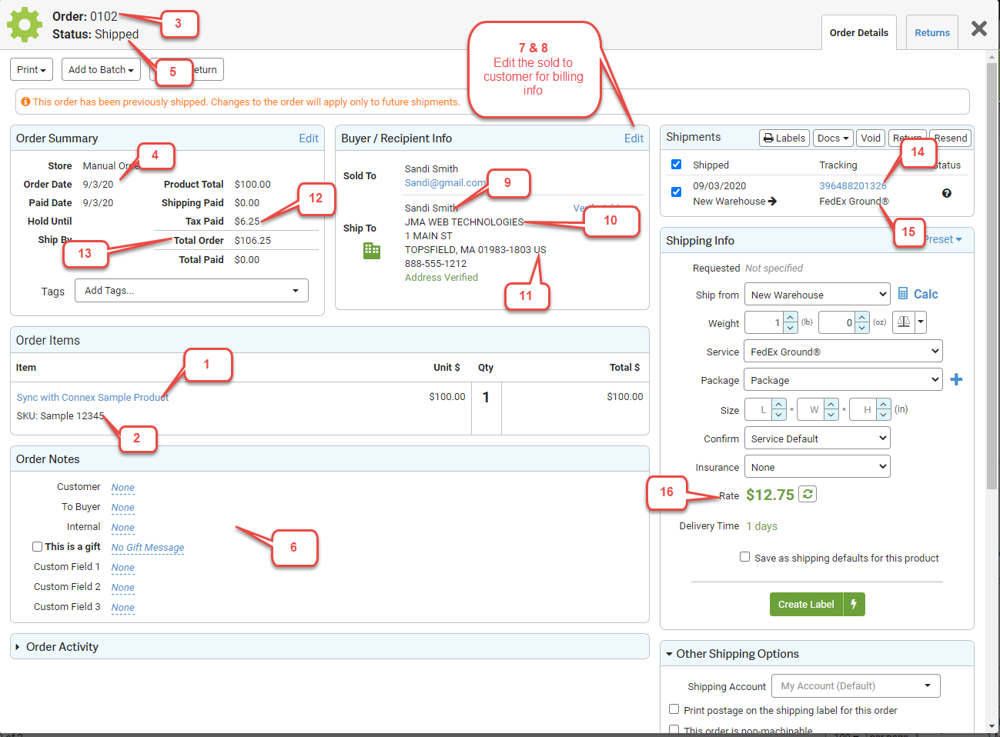 Order: 0102
Status: Shipped
3
5
7 & 8
Edit the sold to
customer for billing
info
Order Details
Returns
Print
Add to Batch
This order has been previously shipped. Changes to the order will apply only to future shipments.
Order Summary
Edit
Store
Manual
4
Order Date 9/3/20
Paid Date 9/3/20
Hold Until
Ship By
Product Total $100.00
Shipping Paid $0.00
Tax Paid $6.25
Total Order $106.25
Total Paid $0.00
12
13
Tags
Add Tags...
Buyer / Recipient Info
Edit
Sold To
Sandi Smith
Sandi@gmail.com
9
Ship To
Sandi Smith
JMA WEB TECHNOLOGIES
1 MAIN ST
TOPSFIELD, MA 01983-1803 US
888-555-1212
Address Verified
10
11
Shipments
Labels
Docs
Void
Return
Resend
14
Shipped
Tracking
Status
09/03/2020
396488201326
New Warehouse
FedEx Ground®
15
Order Items
Item
Unit $
Qty
Total $
1
Sync with Connex Sample Product
$100.00
1
$100.00
SKU: Sample 12345
2
Order Notes
Customer None
To Buyer None
Internal None
This is a gift No Gift Message
Custom Field 1 None
Custom Field 2 None
Custom Field 3 None
6
Order Activity
Shipping Info
Preset
Requested Not specified
Ship from New Warehouse
Calc
Weight 1 (lb) 0 (oz)
Service FedEx Ground®
Package Package
Size L × W × H (in)
Confirm Service Default
Insurance None
16
Rate $12.75
Delivery Time 1 days
Save as shipping defaults for this product
Create Label
Other Shipping Options
Shipping Account My Account (Default)
Print postage on the shipping label for this order
This order is non-machinable